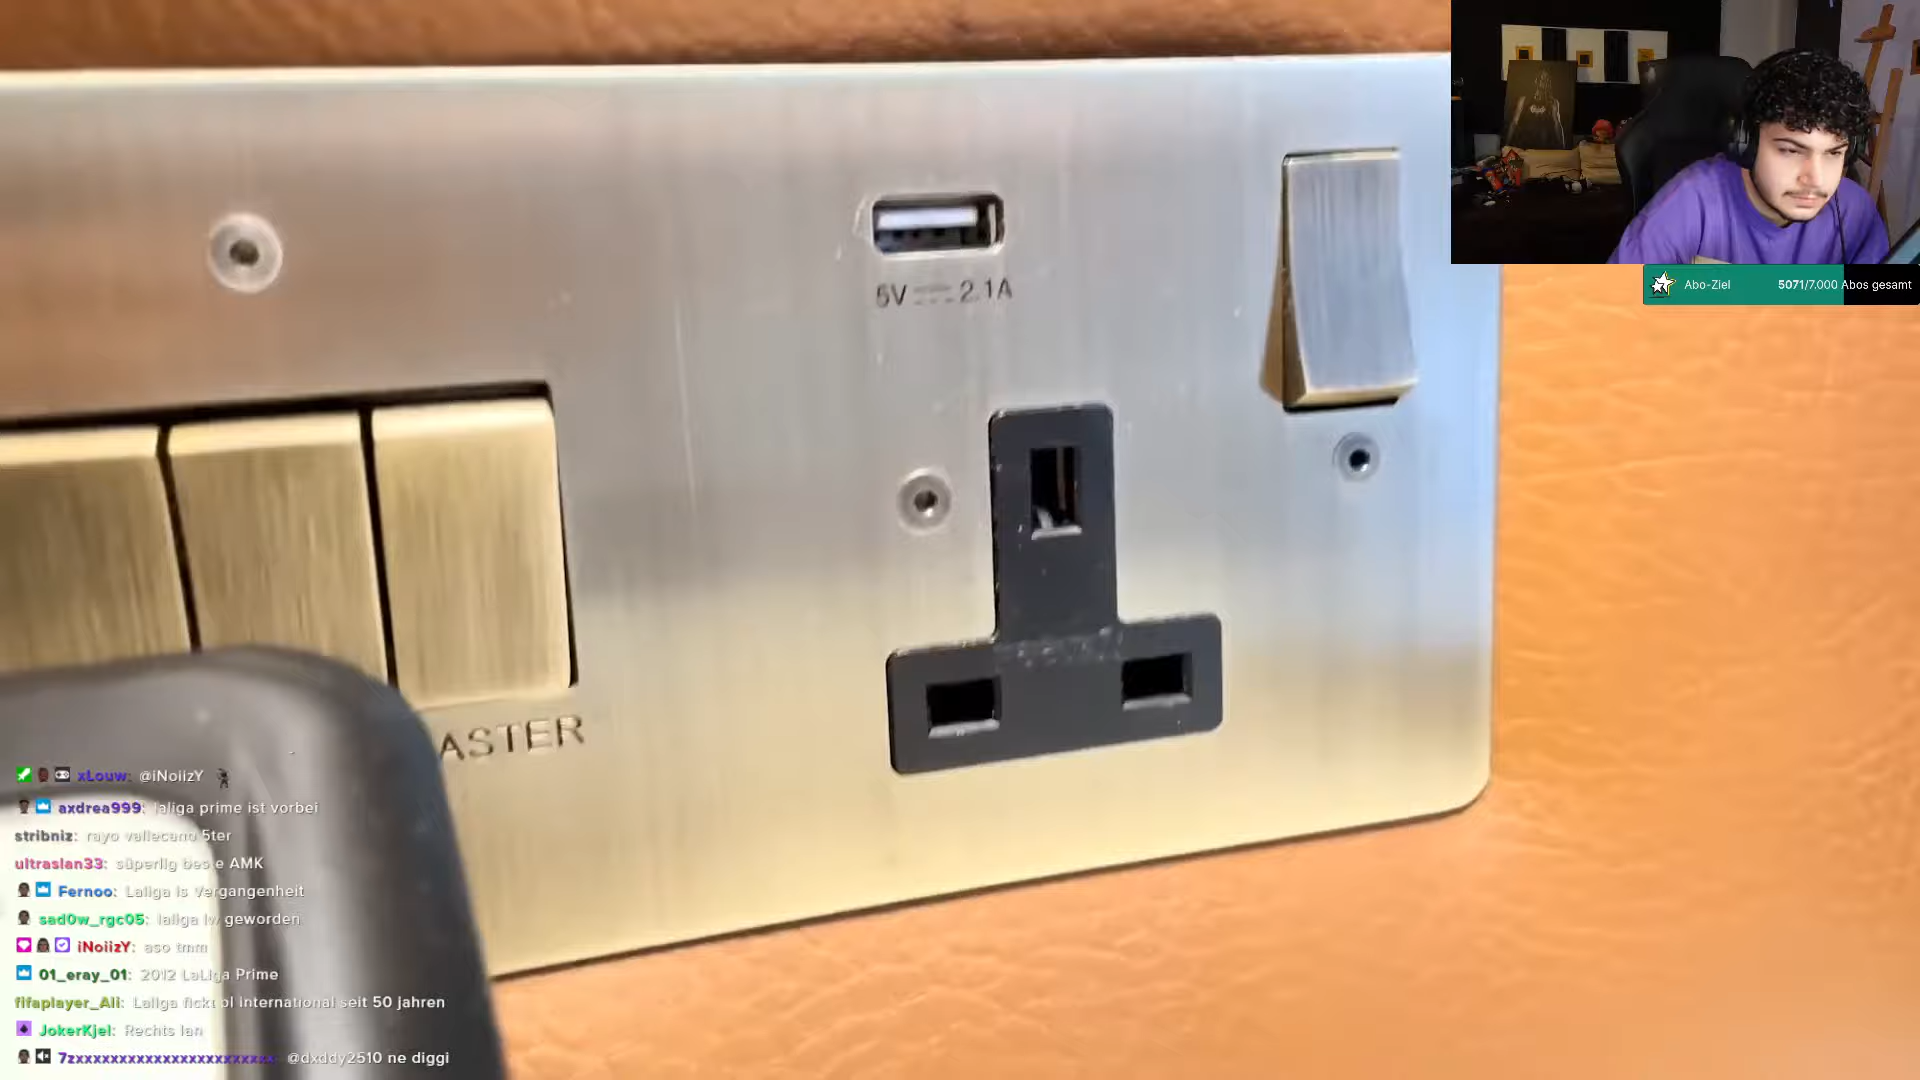 5V 2.1A
Abo-Ziel 5071/7.000 Abos gesamt
ASTER
xLouw: @iNoiizY
axdrea999: laliga prime ist vorbei
stribniz: rayo vallecano 5ter
ultraslan33: süperlig beste AMK
Fernoo: Laliga is Vergangenheit
sad0w_rgc05: laliga lw geworden
iNoiizY: aso tmm
01_eray_01: 2012 LaLiga Prime
fifaplayer_Ali: Laliga fickt pl international seit 50 jahren
JokerKjel: Rechts Ian
@dxddy2510 ne diggi